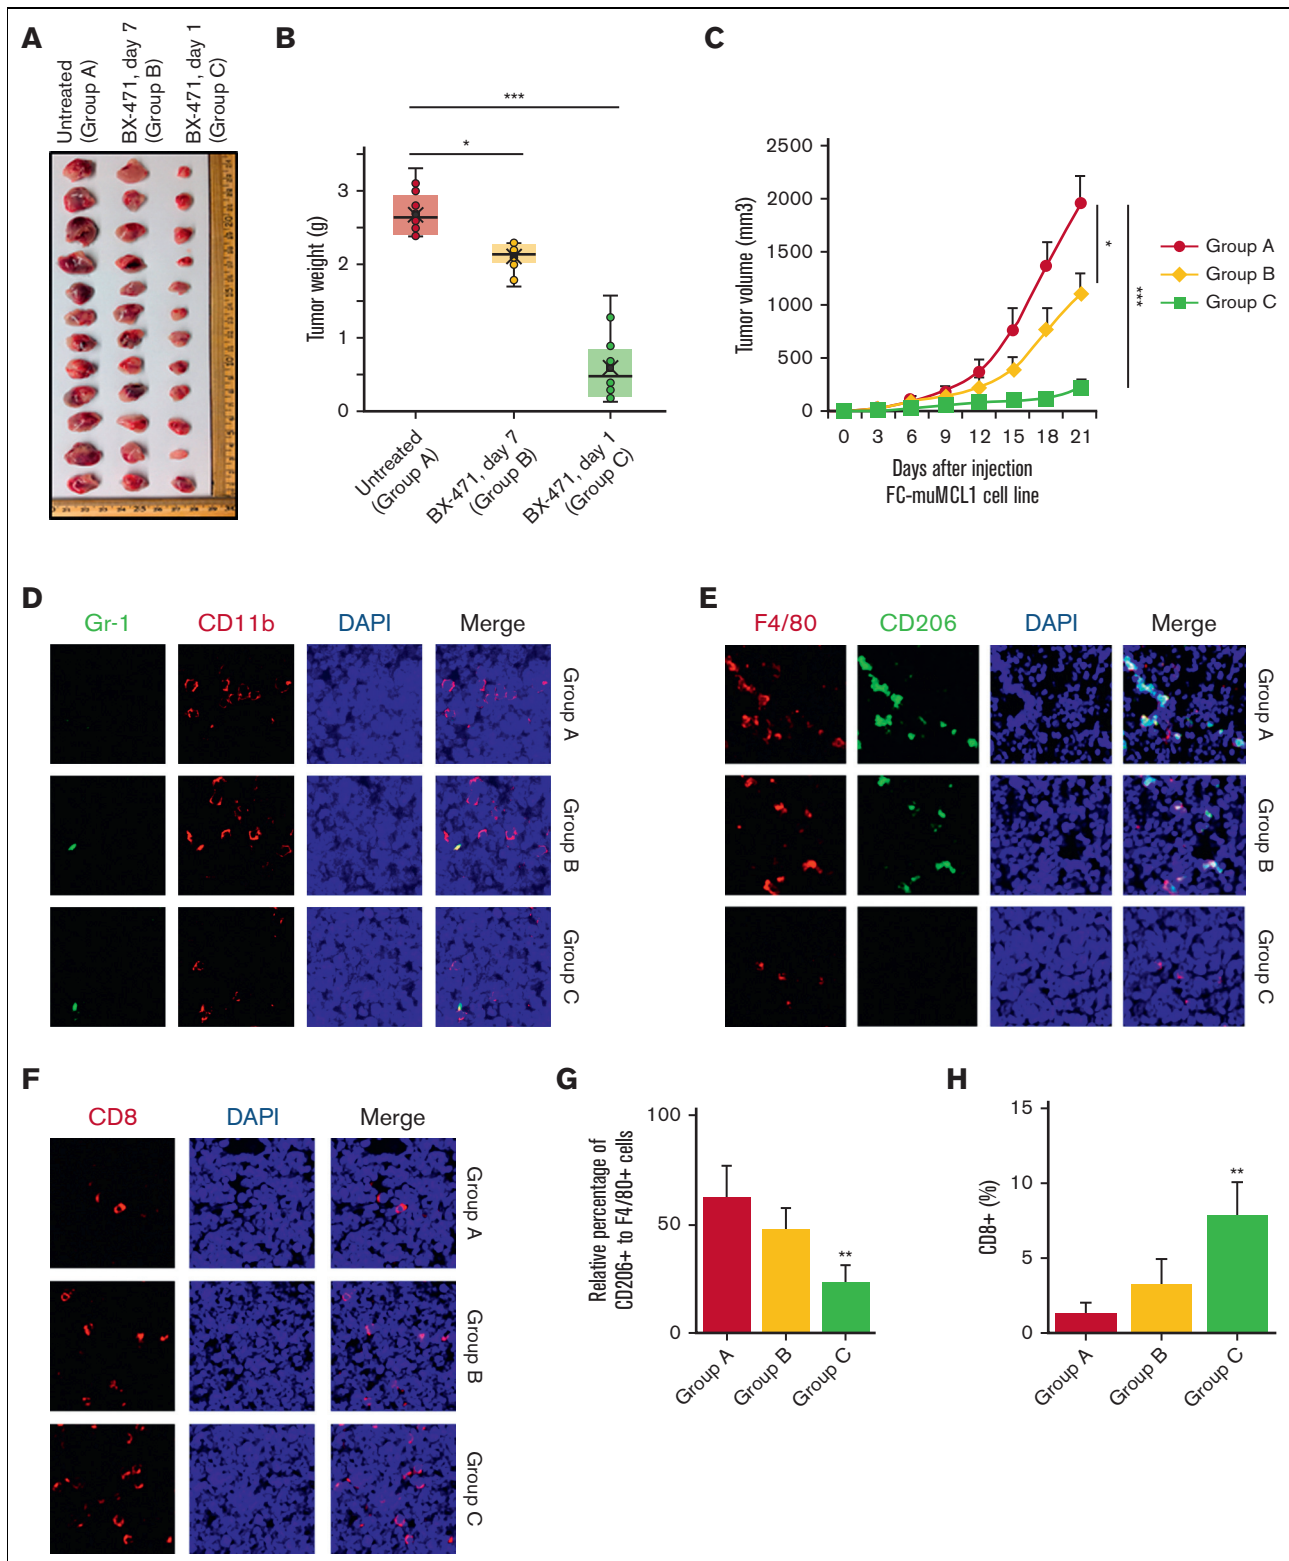 A
Untreated
(Group A)
BX-471, day 7
(Group B)
BX-471, day 1
(Group C)
B
***
*
Tumor weight (g)
3
2
1
0
Untreated
(Group A)
BX-471, day 7
(Group B)
BX-471, day 1
(Group C)
C
Tumor volume (mm3)
2500
2000
1500
1000
500
0
0 3 6 9 12 15 18 21
Days after injection
FC-muMCL1 cell line
*
***
Group A
Group B
Group C
D
Gr-1 CD11b DAPI Merge
Group A
Group B
Group C
E
F4/80 CD206 DAPI Merge
Group A
Group B
Group C
F
CD8 DAPI Merge
Group A
Group B
Group C
G
Relative percentage of
CD206+ to F4/80+ cells
100
50
0
**
Group A
Group B
Group C
H
CD8+ (%)
15
10
5
0
**
Group A
Group B
Group C